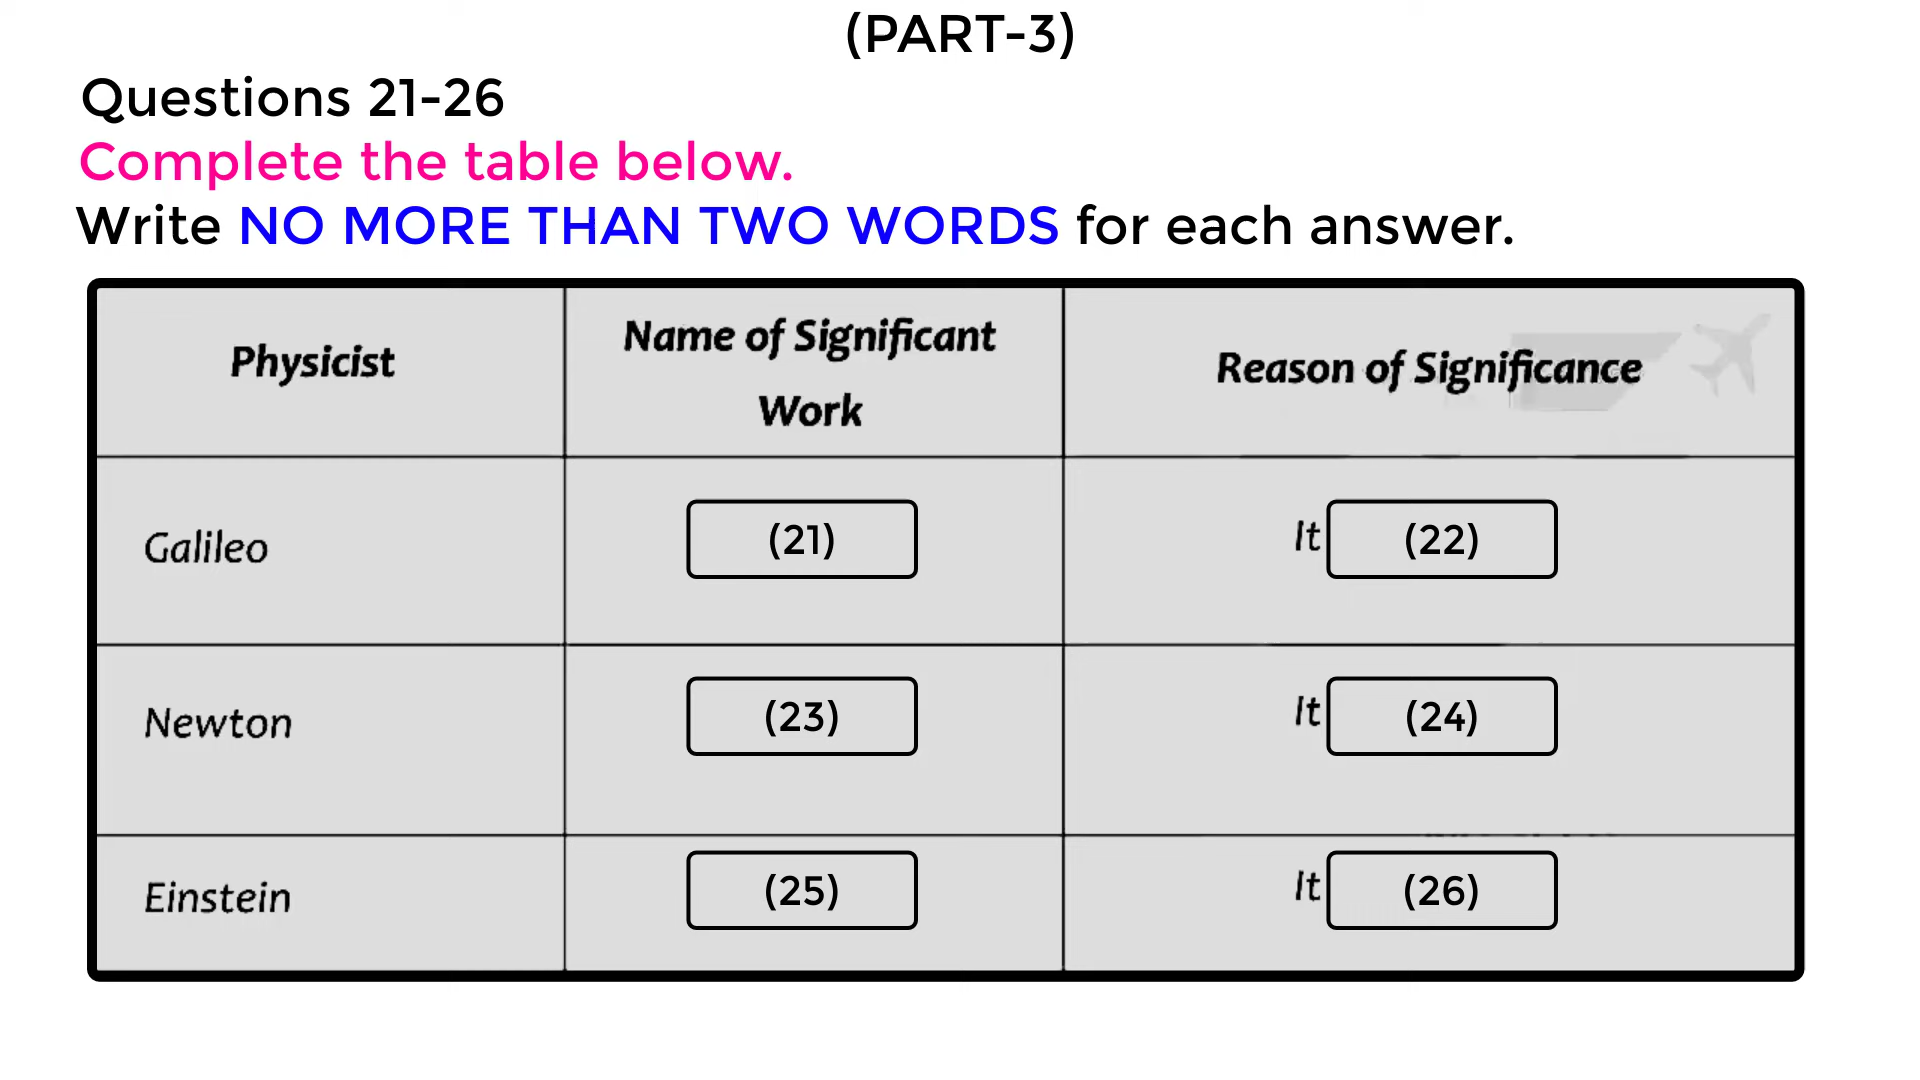 (PART-3)
Questions 21-26
Complete the table below.
Write NO MORE THAN TWO WORDS for each answer.
Physicist
Name of Significant
Work
Reason of Significance
Galileo
(21)
It (22)
Newton
(23)
It (24)
Einstein
(25)
It (26)